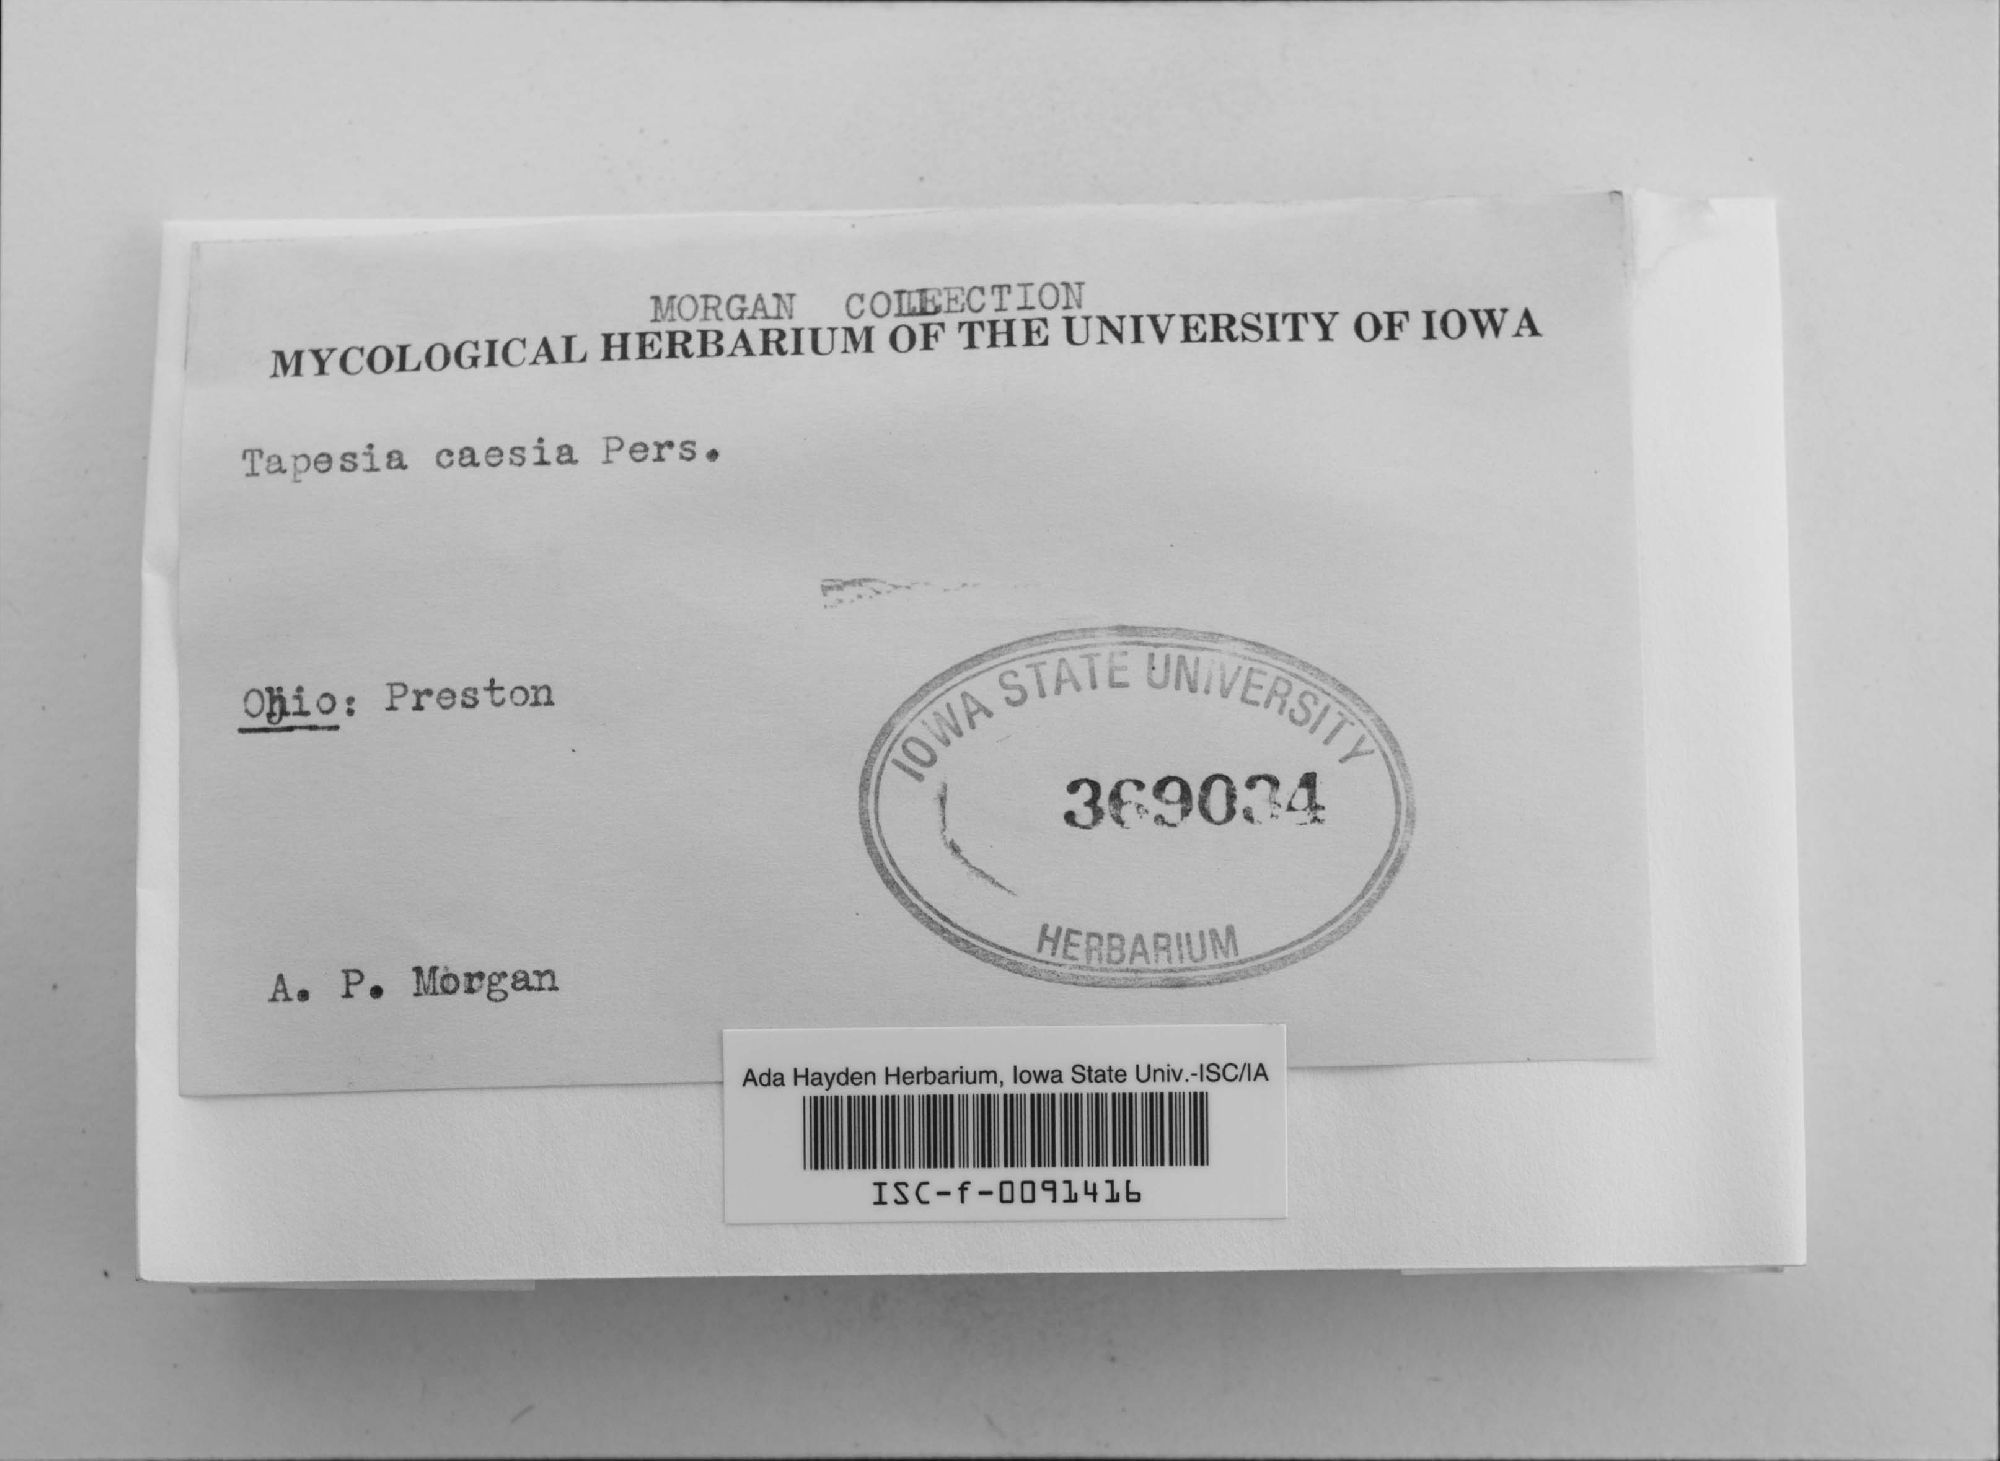 MORGAN COLLECTION
MYCOLOGICAL HERBARIUM OF THE UNIVERSITY OF IOWA
Tapesia caesia Pers.
Ohio: Preston
IOWA STATE UNIVERSITY
369034
HERBARIUM
A. P. Morgan
Ada Hayden Herbarium, Iowa State Univ.-ISC/IA
ISC-f-0091416